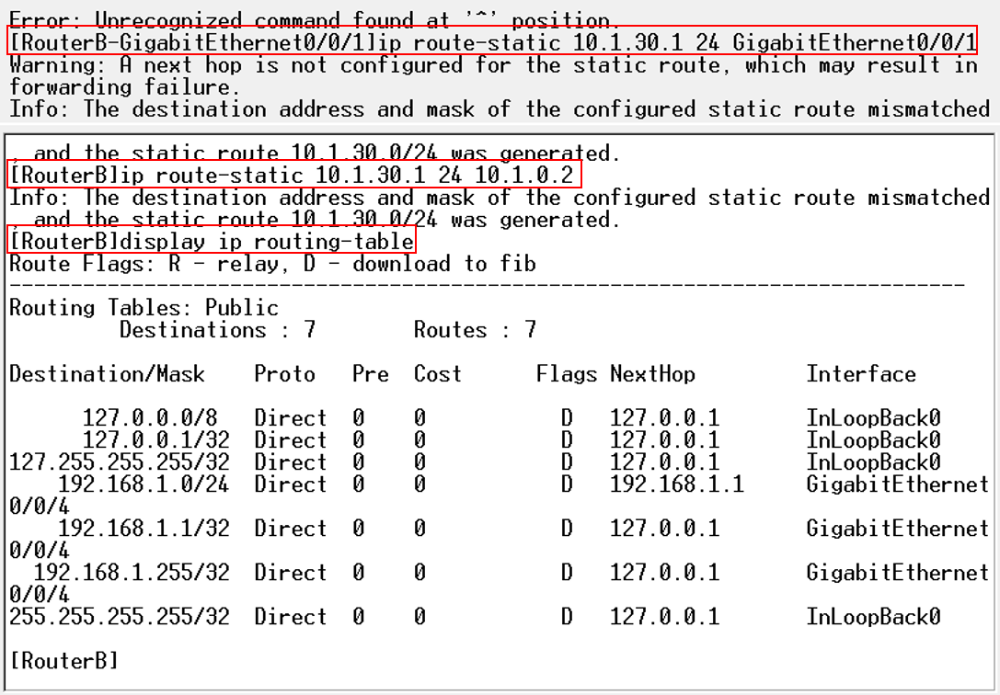 Error: Unrecognized command found at '^' position.
[RouterB-GigabitEthernet0/0/1]ip route-static 10.1.30.1 24 GigabitEthernet0/0/1
Warning: A next hop is not configured for the static route, which may result in
forwarding failure.
Info: The destination address and mask of the configured static route mismatched
, and the static route 10.1.30.0/24 was generated.
[RouterB]ip route-static 10.1.30.1 24 10.1.0.2
Info: The destination address and mask of the configured static route mismatched
, and the static route 10.1.30.0/24 was generated.
[RouterB]display ip routing-table
Route Flags: R - relay, D - download to fib
------------------------------------------------------------------------------
Routing Tables: Public
Destinations : 7 Routes : 7
Destination/Mask Proto Pre Cost Flags NextHop Interface
127.0.0.0/8 Direct 0 0 D 127.0.0.1 InLoopBack0
127.0.0.1/32 Direct 0 0 D 127.0.0.1 InLoopBack0
127.255.255.255/32 Direct 0 0 D 127.0.0.1 InLoopBack0
192.168.1.0/24 Direct 0 0 D 192.168.1.1 GigabitEthernet
0/0/4
192.168.1.1/32 Direct 0 0 D 127.0.0.1 GigabitEthernet
0/0/4
192.168.1.255/32 Direct 0 0 D 127.0.0.1 GigabitEthernet
0/0/4
255.255.255.255/32 Direct 0 0 D 127.0.0.1 InLoopBack0
[RouterB]